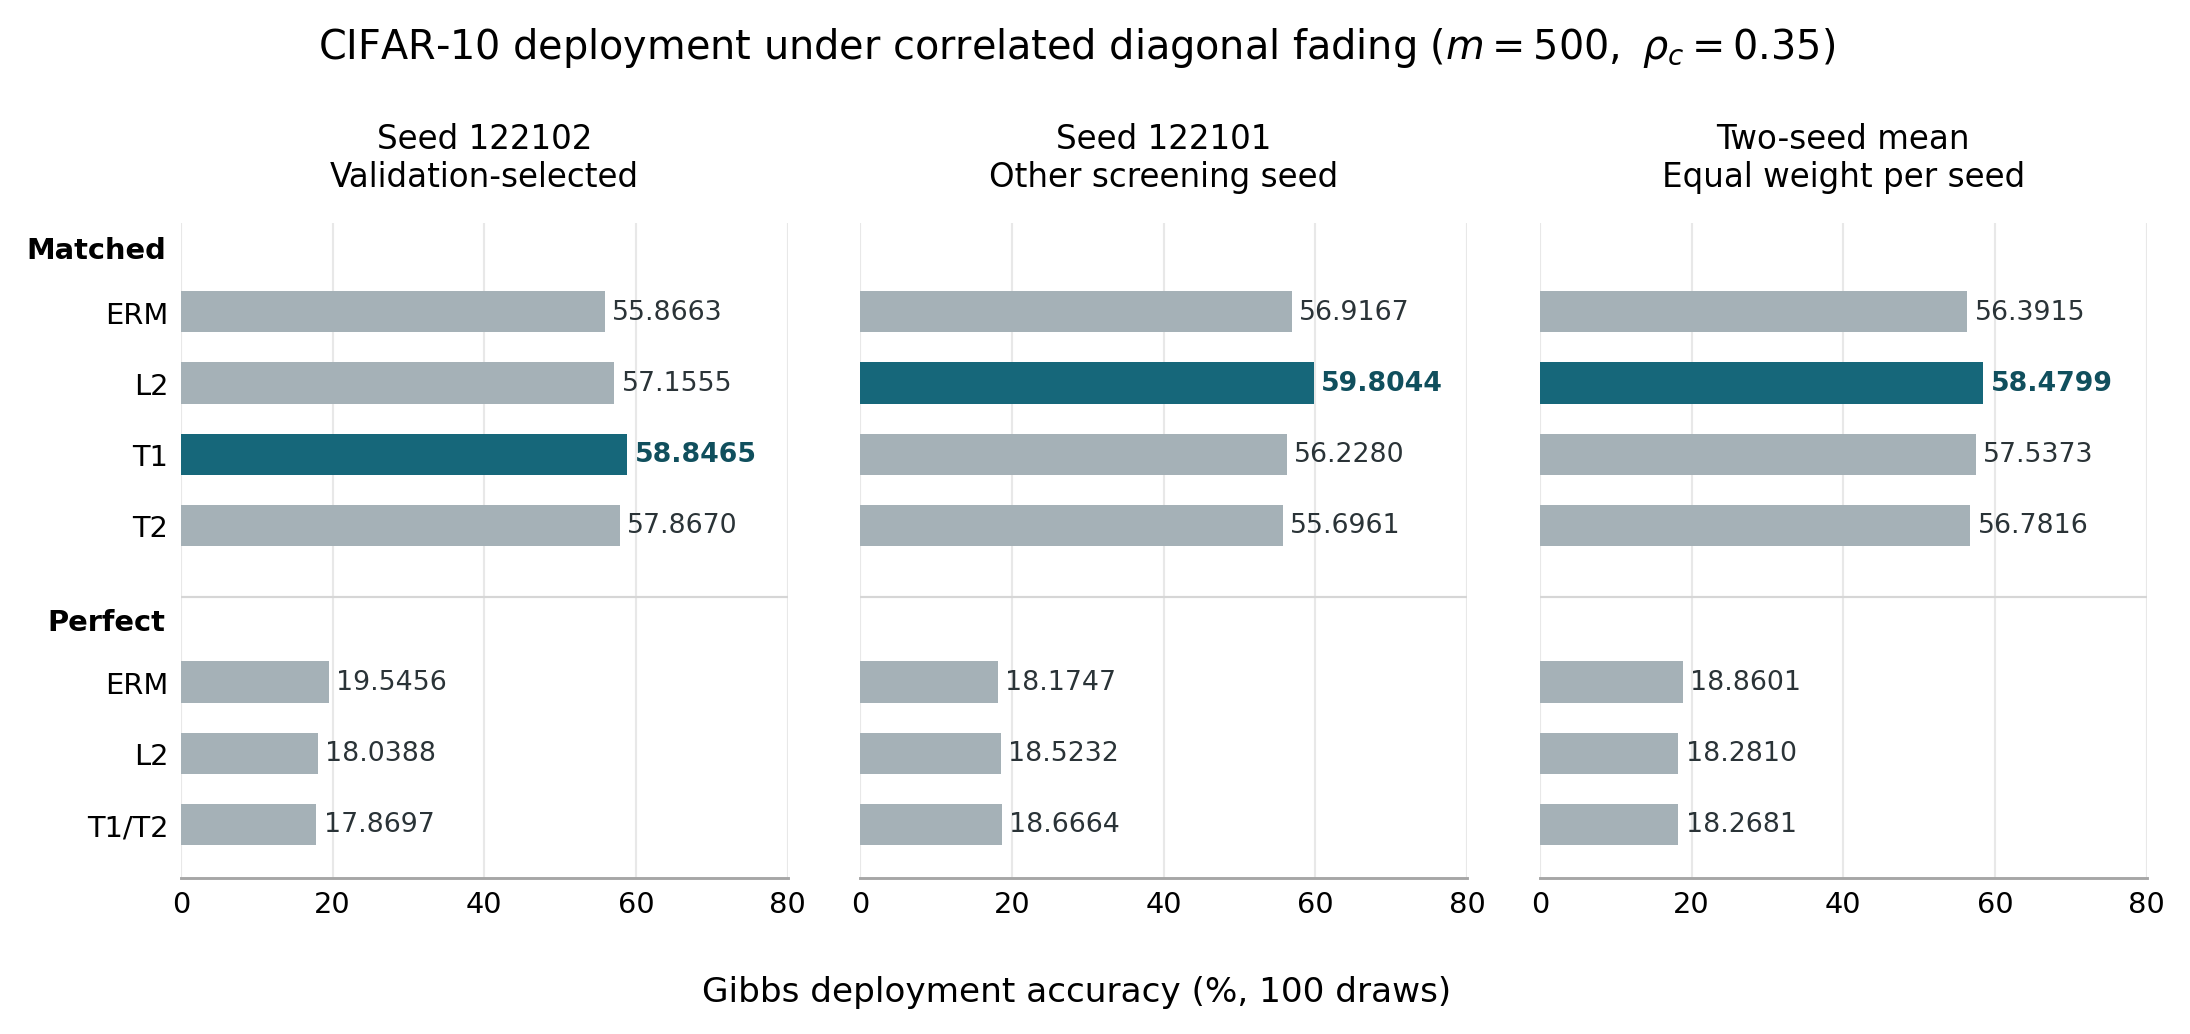 CIFAR-10 deployment under correlated diagonal fading (m = 500, ρc = 0.35)
Seed 122102
Validation-selected
Seed 122101
Other screening seed
Two-seed mean
Equal weight per seed
Matched
ERM 55.8663 56.9167 56.3915
L2 57.1555 59.8044 58.4799
T1 58.8465 56.2280 57.5373
T2 57.8670 55.6961 56.7816
Perfect
ERM 19.5456 18.1747 18.8601
L2 18.0388 18.5232 18.2810
T1/T2 17.8697 18.6664 18.2681
0 20 40 60 80 0 20 40 60 80 0 20 40 60 80
Gibbs deployment accuracy (%, 100 draws)